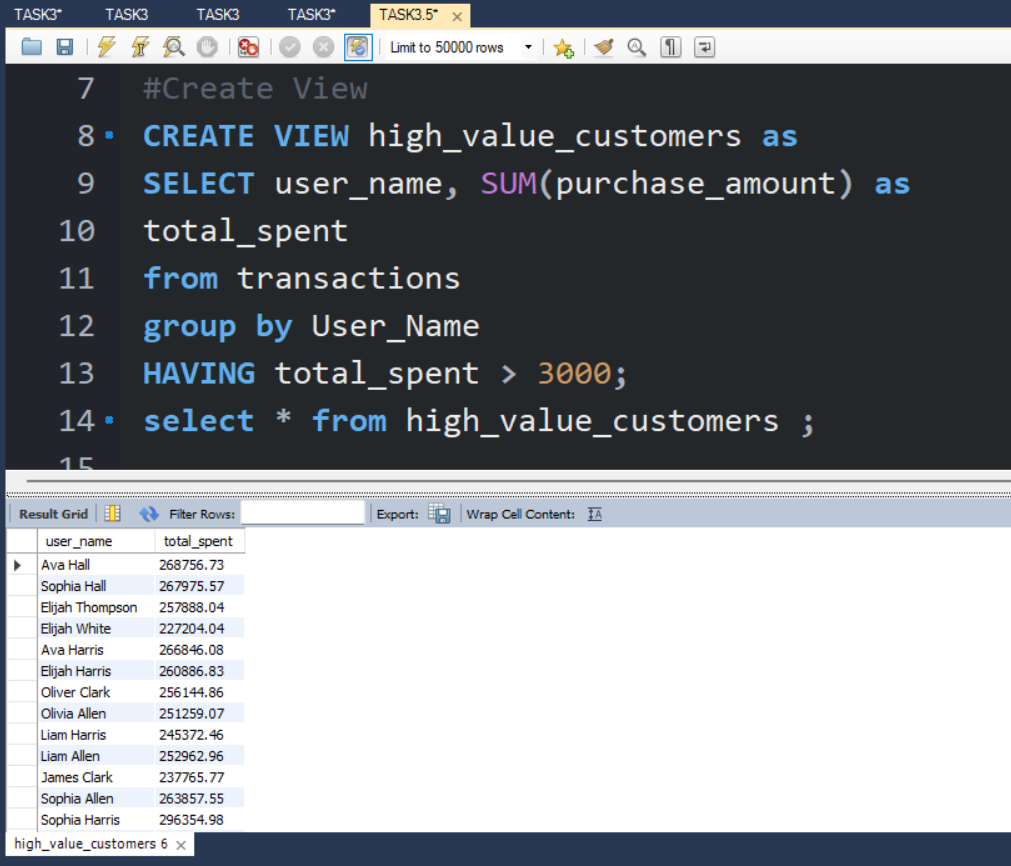 TASK3* TASK3 TASK3 TASK3* TASK3.5*
Limit to 50000 rows
7 #Create View
8 CREATE VIEW high_value_customers as
9 SELECT user_name, SUM(purchase_amount) as
10 total_spent
11 from transactions
12 group by User_Name
13 HAVING total_spent > 3000;
14 select * from high_value_customers ;
15
Result Grid Filter Rows: Export: Wrap Cell Content: IA
user_name total_spent
Ava Hall 268756.73
Sophia Hall 267975.57
Elijah Thompson 257888.04
Elijah White 227204.04
Ava Harris 266846.08
Elijah Harris 260886.83
Oliver Clark 256144.86
Olivia Allen 251259.07
Liam Harris 245372.46
Liam Allen 252962.96
James Clark 237765.77
Sophia Allen 263857.55
Sophia Harris 296354.98
high_value_customers 6